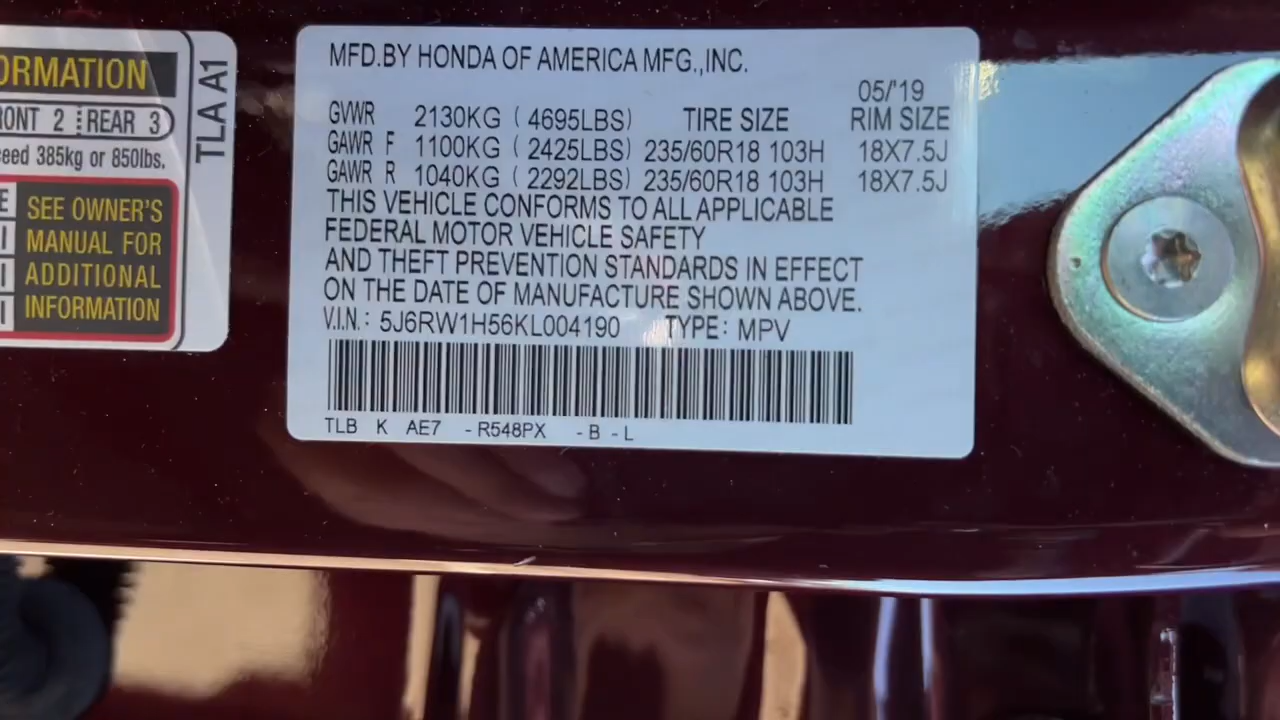 ORMATION
RONT 2 REAR 3
ceed 385kg or 850lbs.
SEE OWNER'S
MANUAL FOR
ADDITIONAL
INFORMATION
TLA A1
MFD.BY HONDA OF AMERICA MFG.,INC.
05/'19
GVWR 2130KG (4695LBS) TIRE SIZE RIM SIZE
GAWR F 1100KG (2425LBS) 235/60R18 103H 18X7.5J
GAWR R 1040KG (2292LBS) 235/60R18 103H 18X7.5J
THIS VEHICLE CONFORMS TO ALL APPLICABLE
FEDERAL MOTOR VEHICLE SAFETY
AND THEFT PREVENTION STANDARDS IN EFFECT
ON THE DATE OF MANUFACTURE SHOWN ABOVE.
V.I.N.: 5J6RW1H56KL004190 TYPE: MPV
TLB K AE7 -R548PX -B -L